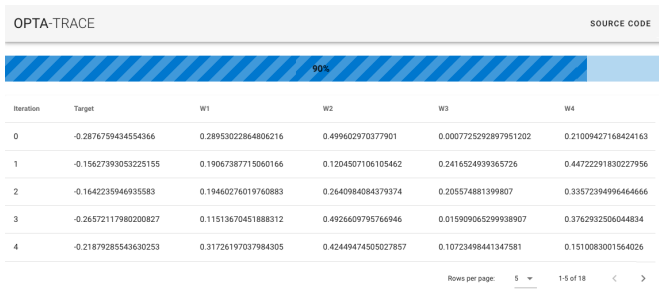 OPTA-TRACE SOURCE CODE
90%
Iteration Target W1 W2 W3 W4
0 -0.2876759434554366 0.28953022864806216 0.499602970377901 0.0007725292897951202 0.21009427168424163
1 -0.15627393053225155 0.19067387715060166 0.1204507106105462 0.2416524939365726 0.44722291830227956
2 -0.1642235946935583 0.19460276019760883 0.2640984084379374 0.205574881399807 0.33572394996464666
3 -0.26572117980200827 0.11513670451888312 0.4926609795766946 0.015909065299938907 0.3762932506044834
4 -0.21879285543630253 0.31726197037984305 0.42449474505027857 0.10723498441347581 0.1510083001564026
Rows per page: 5 1-5 of 18